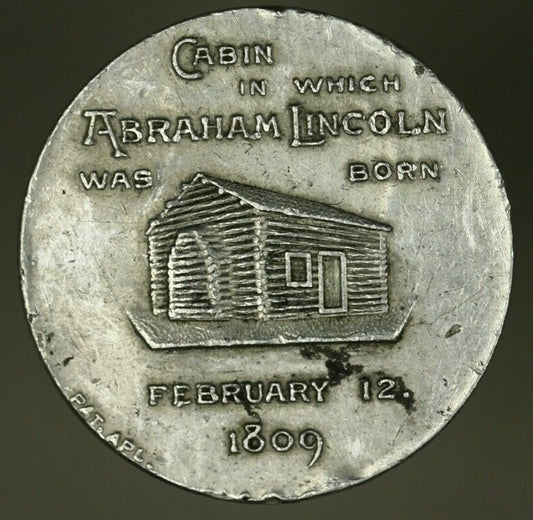 CABIN
IN WHICH
ABRAHAM LINCOLN
WAS BORN
FEBRUARY 12.
1809
PAT. APL.